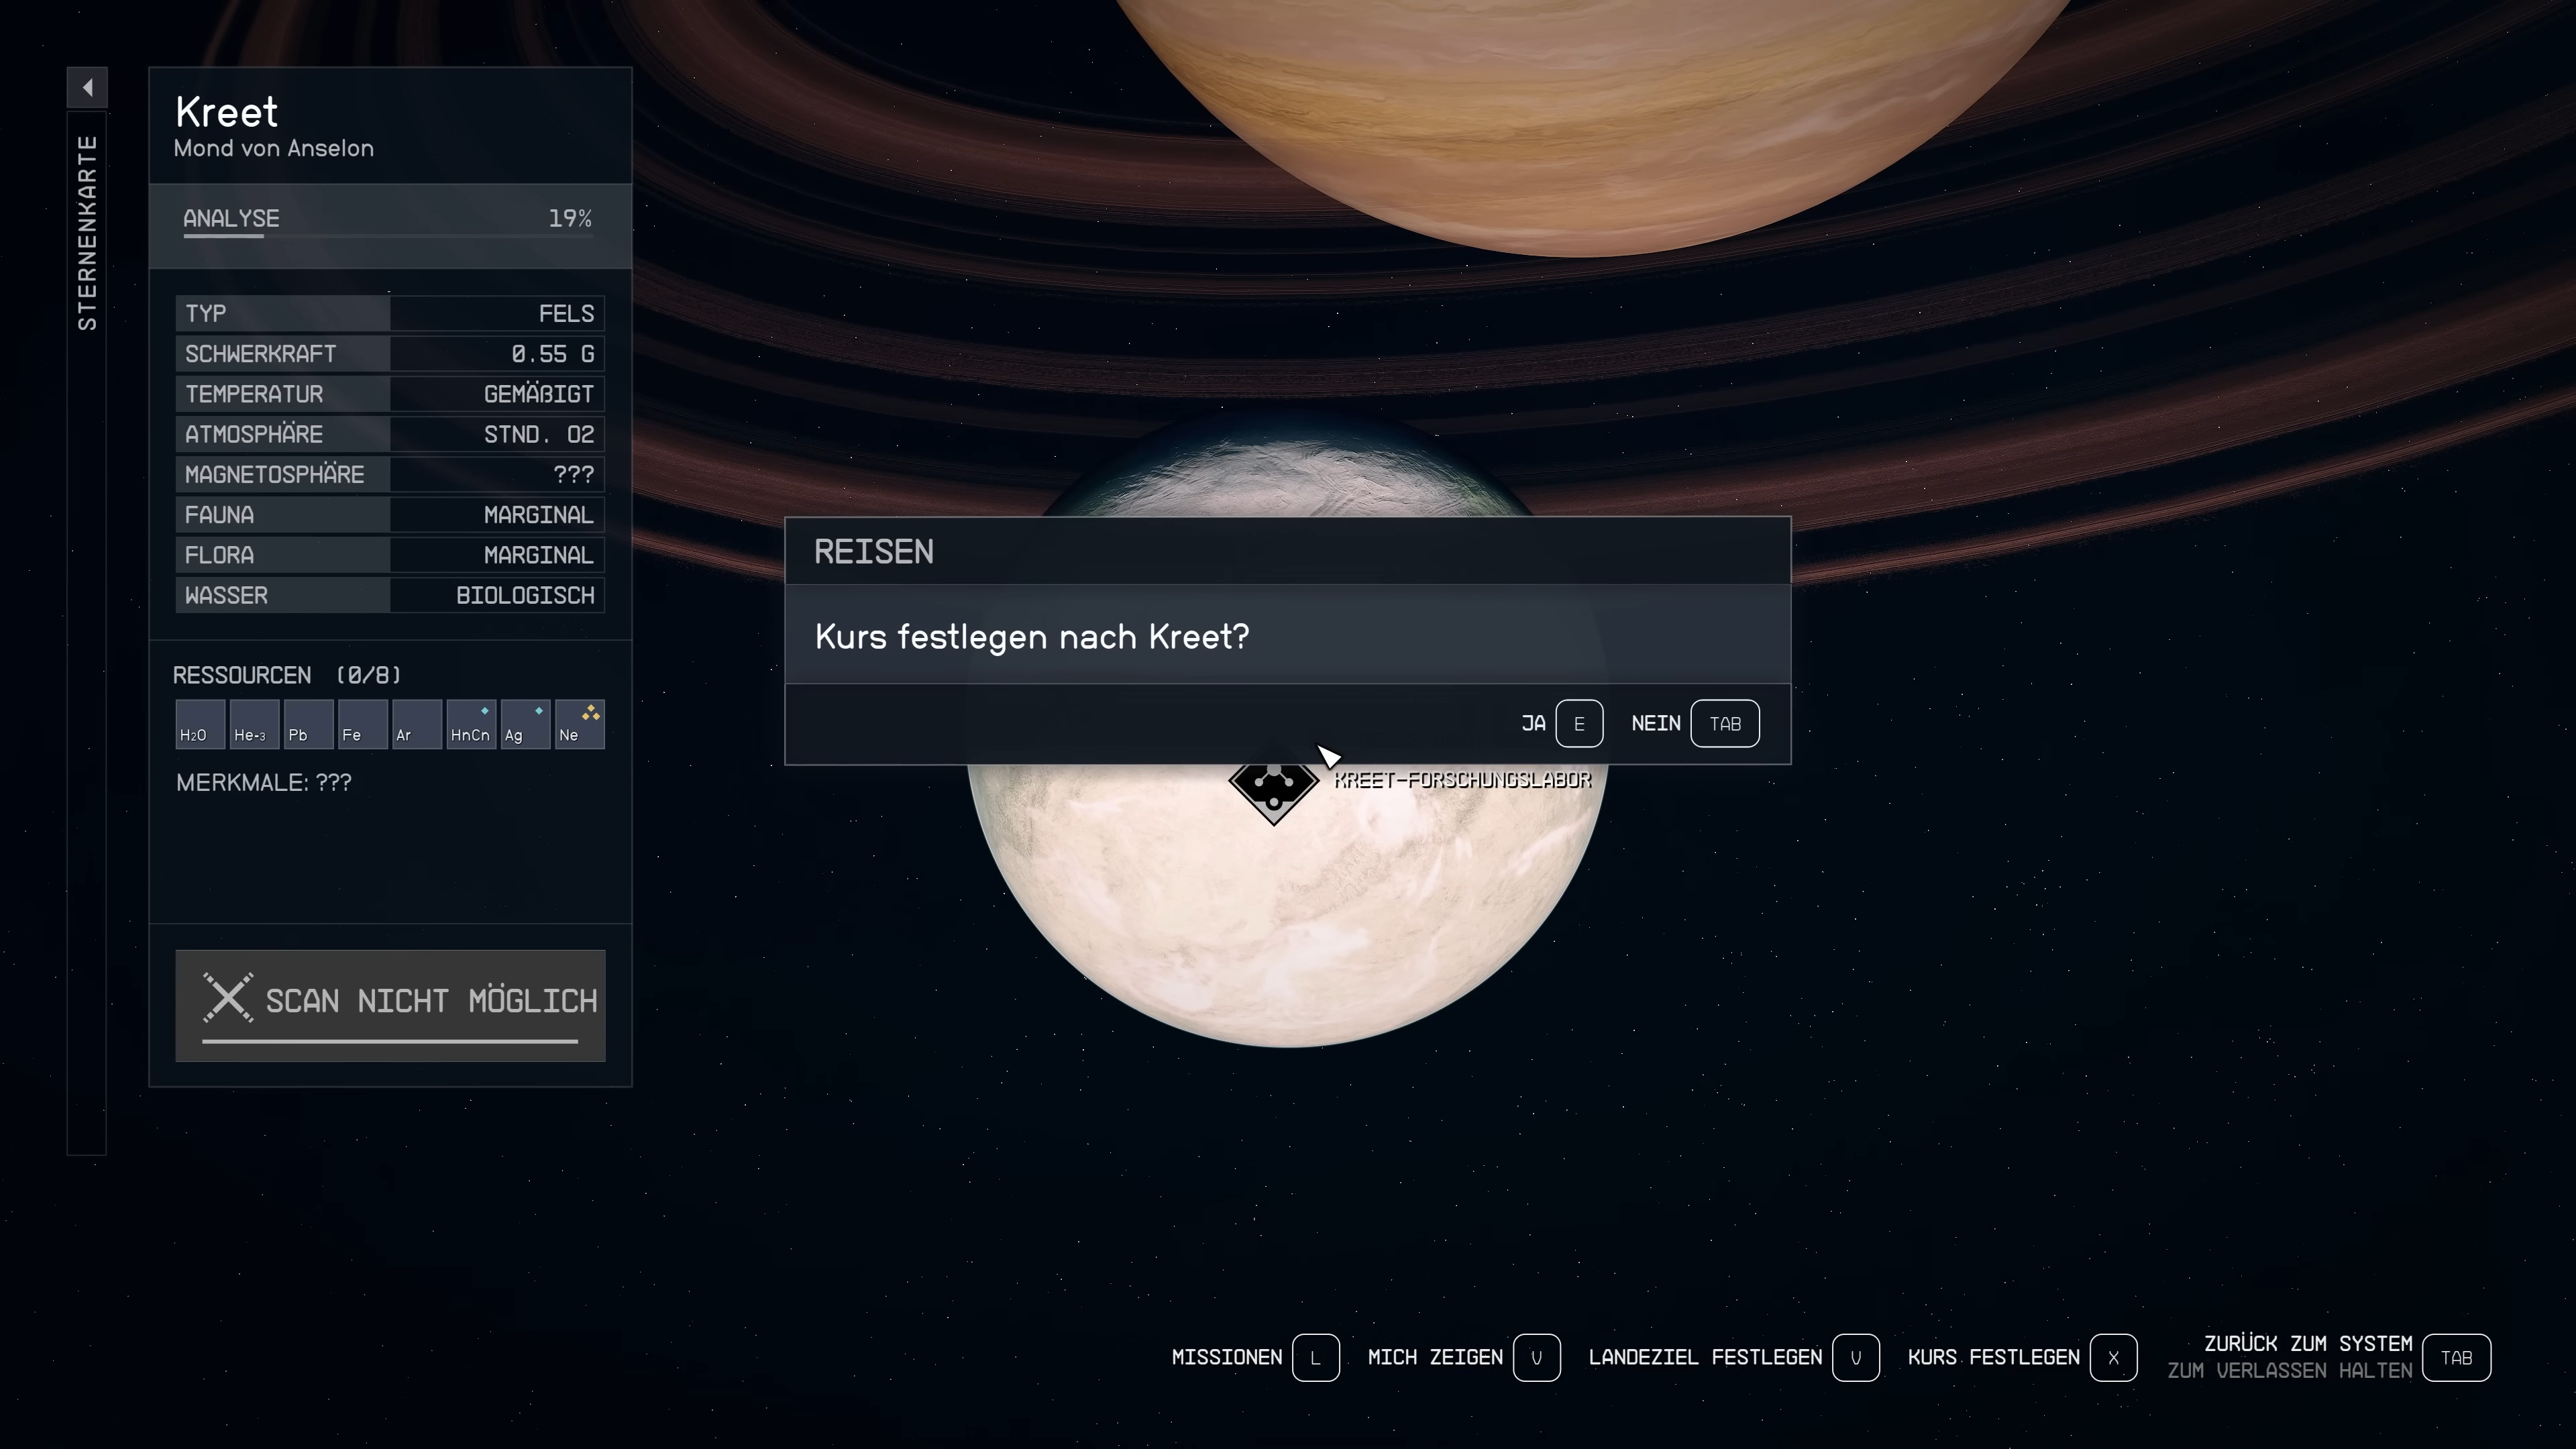 STERNENKARTE
Kreet
Mond von Anselon
ANALYSE 19%
TYP FELS
SCHWERKRAFT 0.55 G
TEMPERATUR GEMÄẞIGT
ATMOSPHÄRE STND. O2
MAGNETOSPHÄRE ???
FAUNA MARGINAL
FLORA MARGINAL
WASSER BIOLOGISCH
RESSOURCEN (0/8)
H2O He-3 Pb Fe Ar HnCn Ag Ne
MERKMALE: ???
SCAN NICHT MÖGLICH
REISEN
Kurs festlegen nach Kreet?
JA E NEIN TAB
KREET-FORSCHUNGSLABOR
MISSIONEN L MICH ZEIGEN V LANDEZIEL FESTLEGEN V KURS FESTLEGEN X ZURÜCK ZUM SYSTEM TAB
ZUM VERLASSEN HALTEN